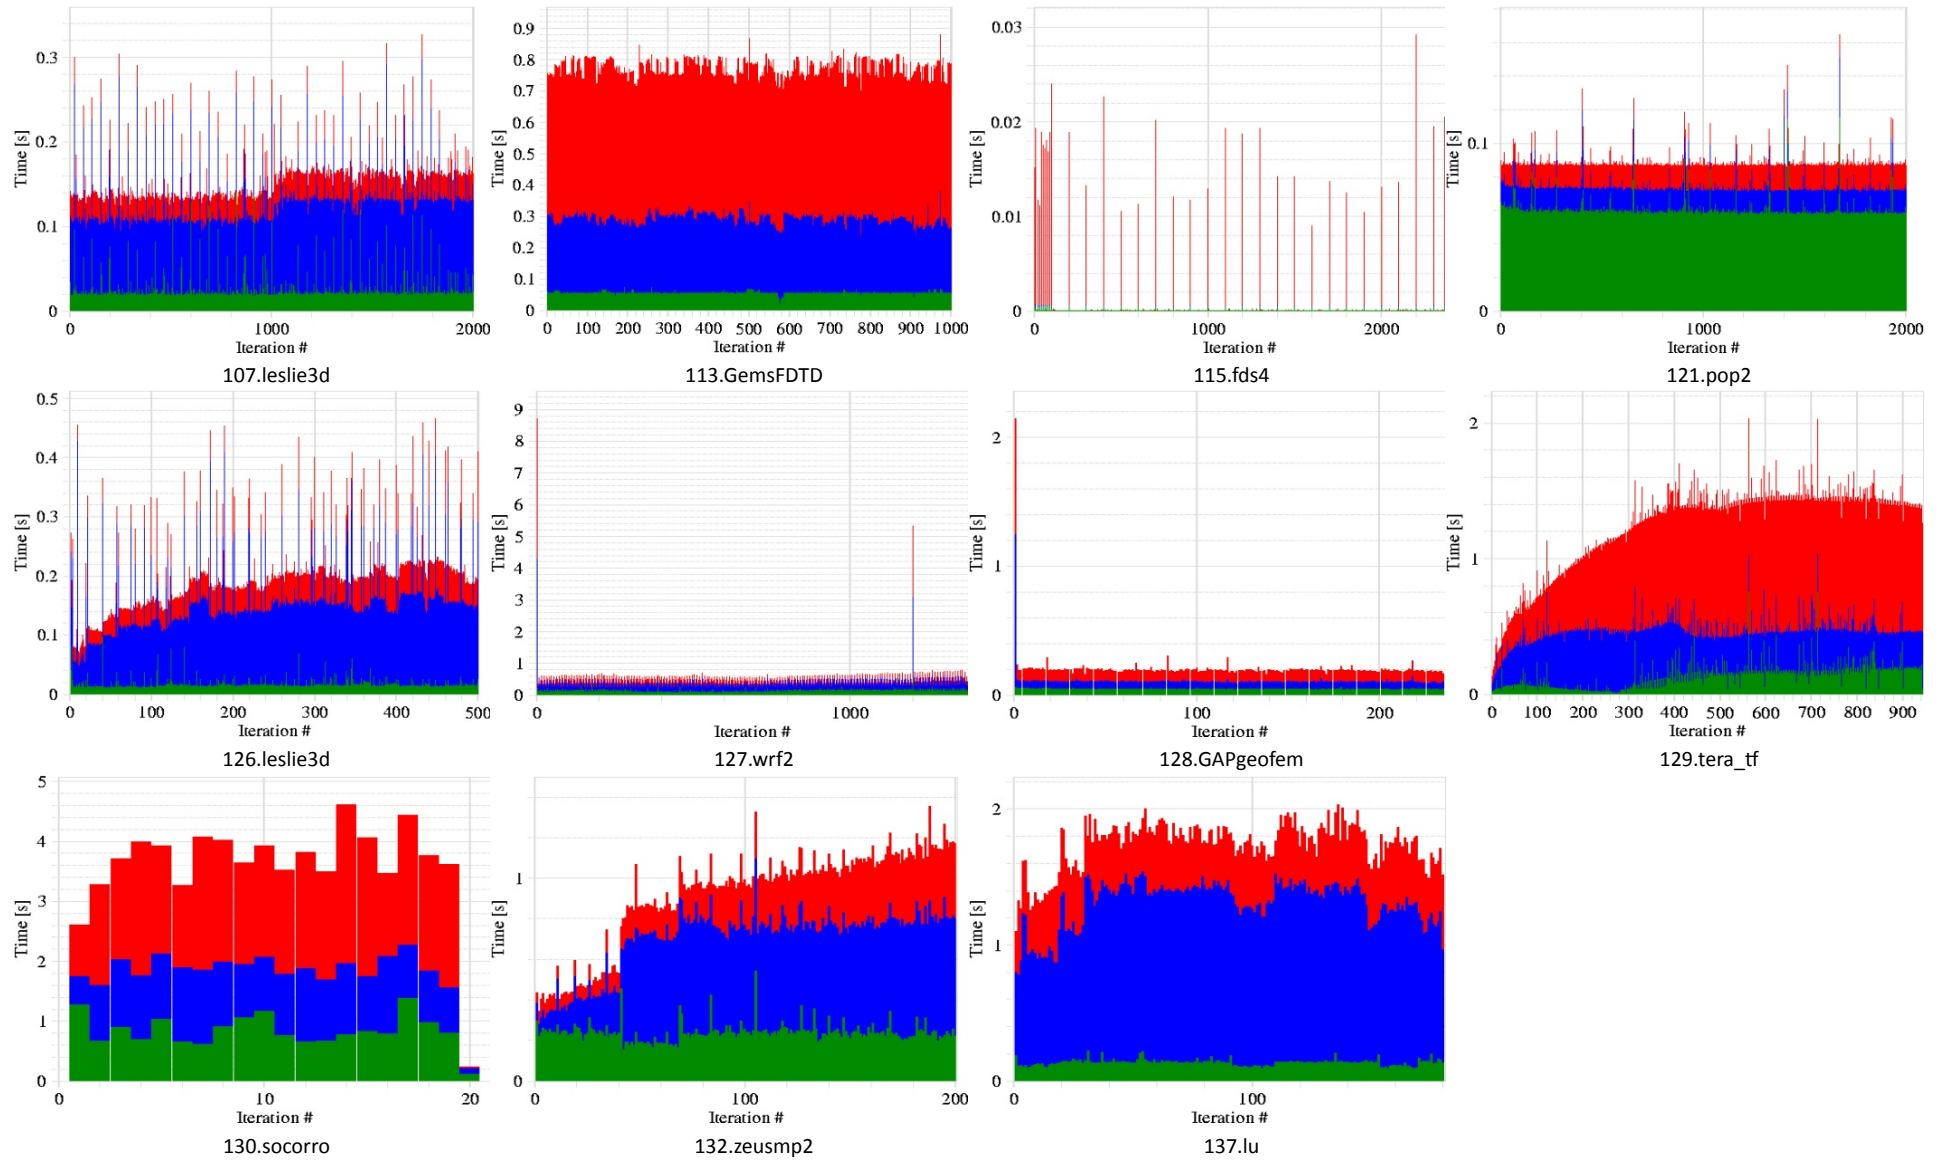 0.3
0.2
0.1
0
Time [s]
0 1000 2000
Iteration #
107.leslie3d
0.9
0.8
0.7
0.6
0.5
0.4
0.3
0.2
0.1
0
Time [s]
0 100 200 300 400 500 600 700 800 900 1000
Iteration #
113.GemsFDTD
0.03
0.02
0.01
0
Time [s]
0 1000 2000
Iteration #
115.fds4
0.1
0
Time [s]
0 1000 2000
Iteration #
121.pop2
0.5
0.4
0.3
0.2
0.1
0
Time [s]
0 100 200 300 400 500
Iteration #
126.leslie3d
9
8
7
6
5
4
3
2
1
0
Time [s]
0 1000
Iteration #
127.wrf2
2
1
0
Time [s]
0 100 200
Iteration #
128.GAPgeofem
2
1
0
Time [s]
0 100 200 300 400 500 600 700 800 900
Iteration #
129.tera_tf
5
4
3
2
1
0
Time [s]
0 10 20
Iteration #
130.socorro
1
0
Time [s]
0 100 200
Iteration #
132.zeusmp2
2
1
0
Time [s]
0 100
Iteration #
137.lu